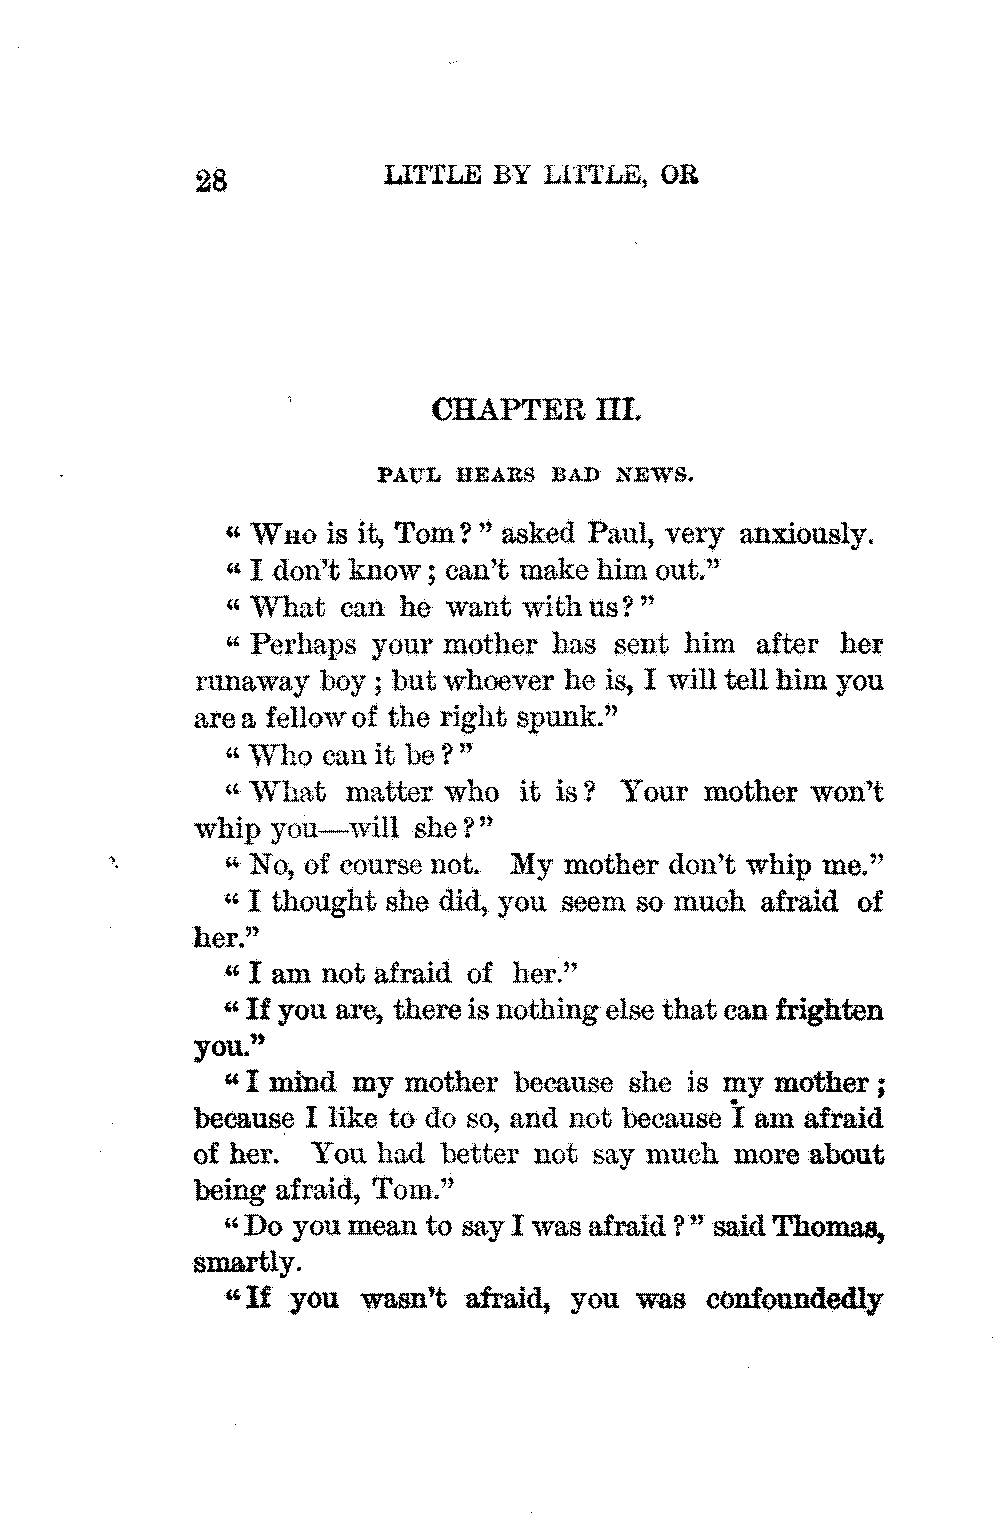 28 LITTLE BY LITTLE, OR
CHAPTER III.
PAUL HEARS BAD NEWS.
“Who is it, Tom?” asked Paul, very anxiously.
“I don’t know; can’t make him out.”
“What can he want with us?”
“Perhaps your mother has sent him after her
runaway boy; but whoever he is, I will tell him you
are a fellow of the right spunk.”
“Who can it be?”
“What matter who it is? Your mother won’t
whip you—will she?”
“No, of course not. My mother don’t whip me.”
“I thought she did, you seem so much afraid of
her.”
“I am not afraid of her.”
“If you are, there is nothing else that can frighten
you.”
“I mind my mother because she is my mother;
because I like to do so, and not because I am afraid
of her. You had better not say much more about
being afraid, Tom.”
“Do you mean to say I was afraid?” said Thomas,
smartly.
“If you wasn’t afraid, you was confoundedly